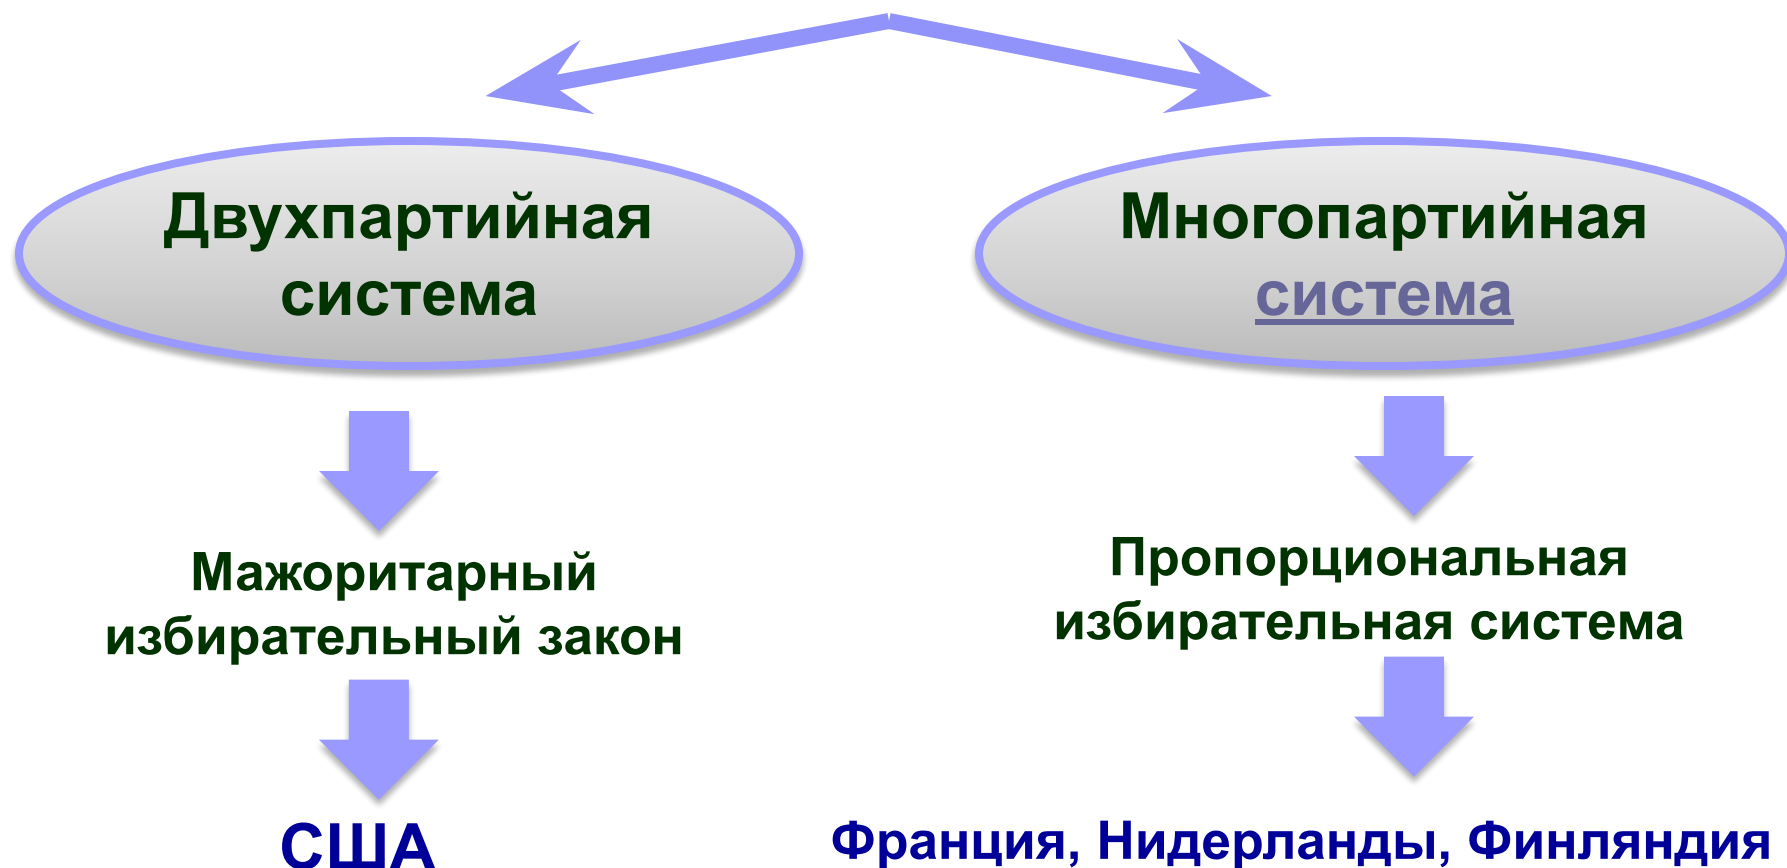 Двухпартийная
система
Многопартийная
система
Мажоритарный
избирательный закон
Пропорциональная
избирательная система
США
Франция, Нидерланды, Финляндия